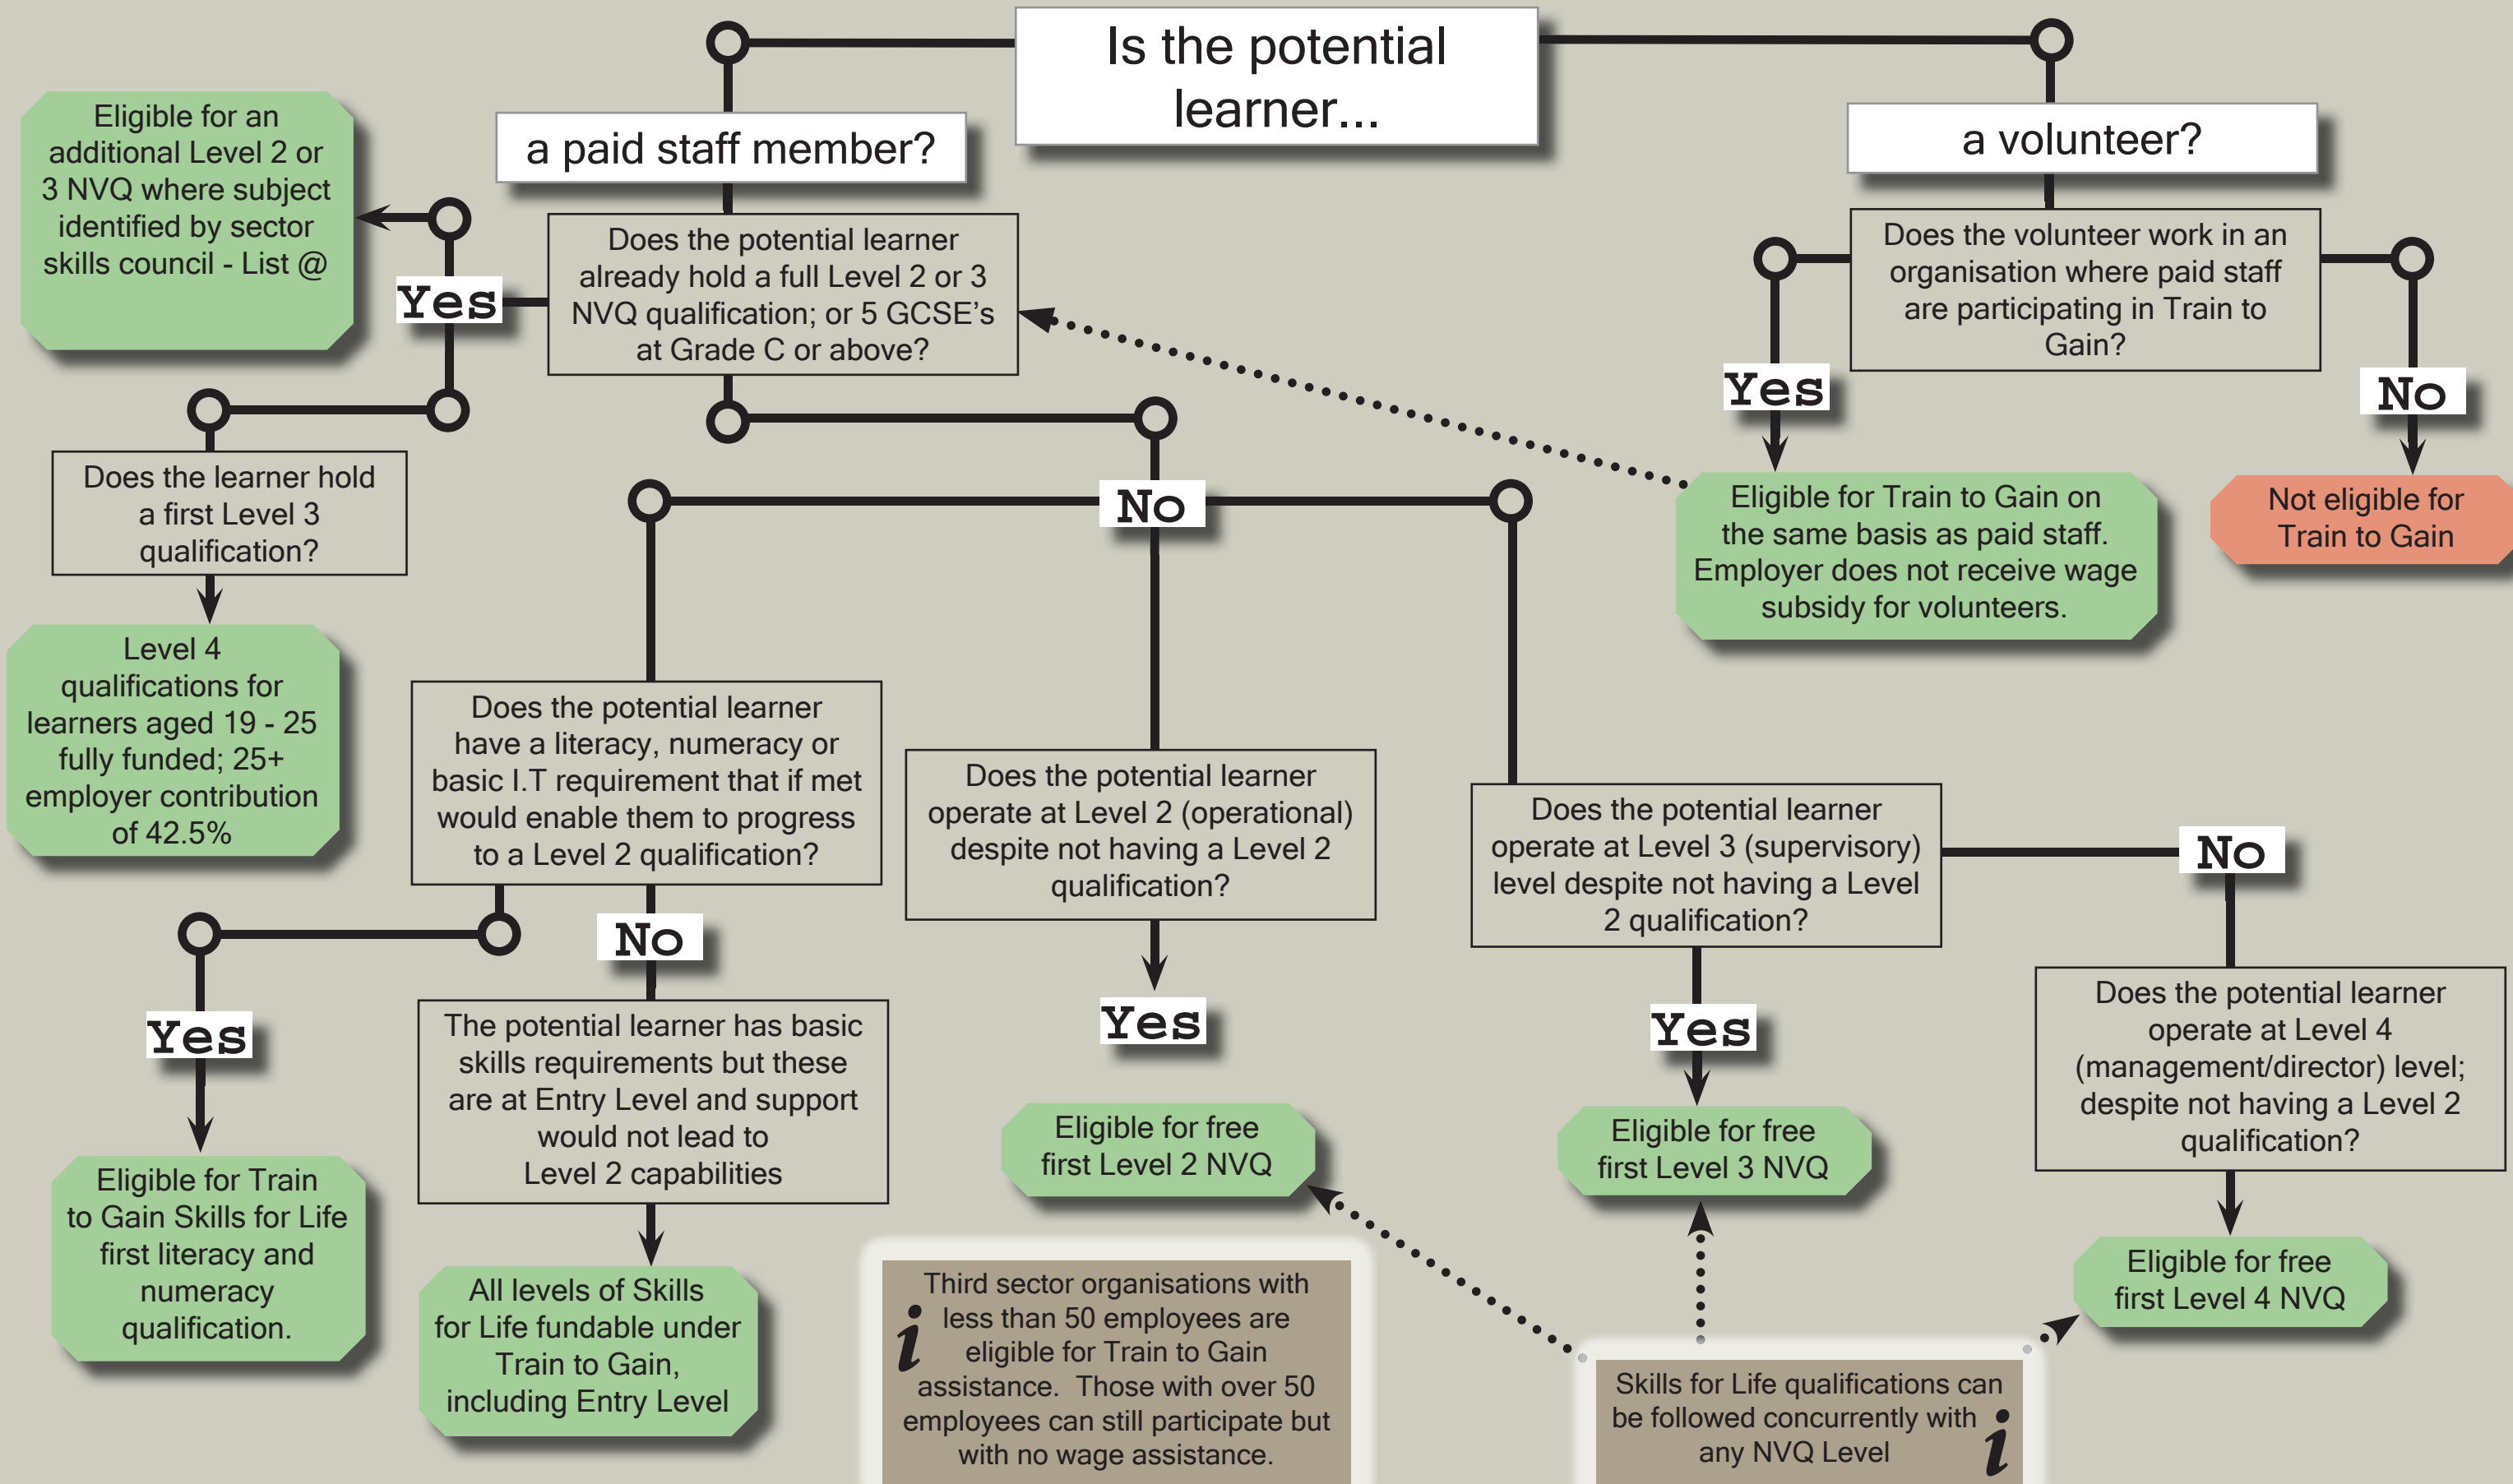 Is the potential
learner...
a paid staff member?
a volunteer?
Eligible for an
additional Level 2 or
3 NVQ where subject
identified by sector
skills council - List @
Yes
Does the potential learner
already hold a full Level 2 or 3
NVQ qualification; or 5 GCSE's
at Grade C or above?
Does the volunteer work in an
organisation where paid staff
are participating in Train to
Gain?
Yes
No
Does the learner hold
a first Level 3
qualification?
No
Eligible for Train to Gain on
the same basis as paid staff.
Employer does not receive wage
subsidy for volunteers.
Not eligible for
Train to Gain
Level 4
qualifications for
learners aged 19 - 25
fully funded; 25+
employer contribution
of 42.5%
Does the potential learner
have a literacy, numeracy or
basic I.T requirement that if met
would enable them to progress
to a Level 2 qualification?
Does the potential learner
operate at Level 2 (operational)
despite not having a Level 2
qualification?
Does the potential learner
operate at Level 3 (supervisory)
level despite not having a Level
2 qualification?
No
No
Yes
The potential learner has basic
skills requirements but these
are at Entry Level and support
would not lead to
Level 2 capabilities
Yes
Yes
Does the potential learner
operate at Level 4
(management/director) level;
despite not having a Level 2
qualification?
Eligible for Train
to Gain Skills for Life
first literacy and
numeracy
qualification.
Eligible for free
first Level 2 NVQ
Eligible for free
first Level 3 NVQ
Eligible for free
first Level 4 NVQ
All levels of Skills
for Life fundable under
Train to Gain,
including Entry Level
i
Third sector organisations with
less than 50 employees are
eligible for Train to Gain
assistance. Those with over 50
employees can still participate but
with no wage assistance.
Skills for Life qualifications can
be followed concurrently with
any NVQ Level
i